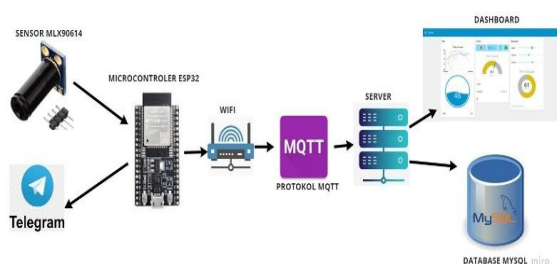 DASHBOARD
SENSOR MLX90614
MICROCONTROLER ESP32
WIFI
SERVER
MQTT
PROTOKOL MQTT
Telegram
MySQL
DATABASE MYSQL
miro